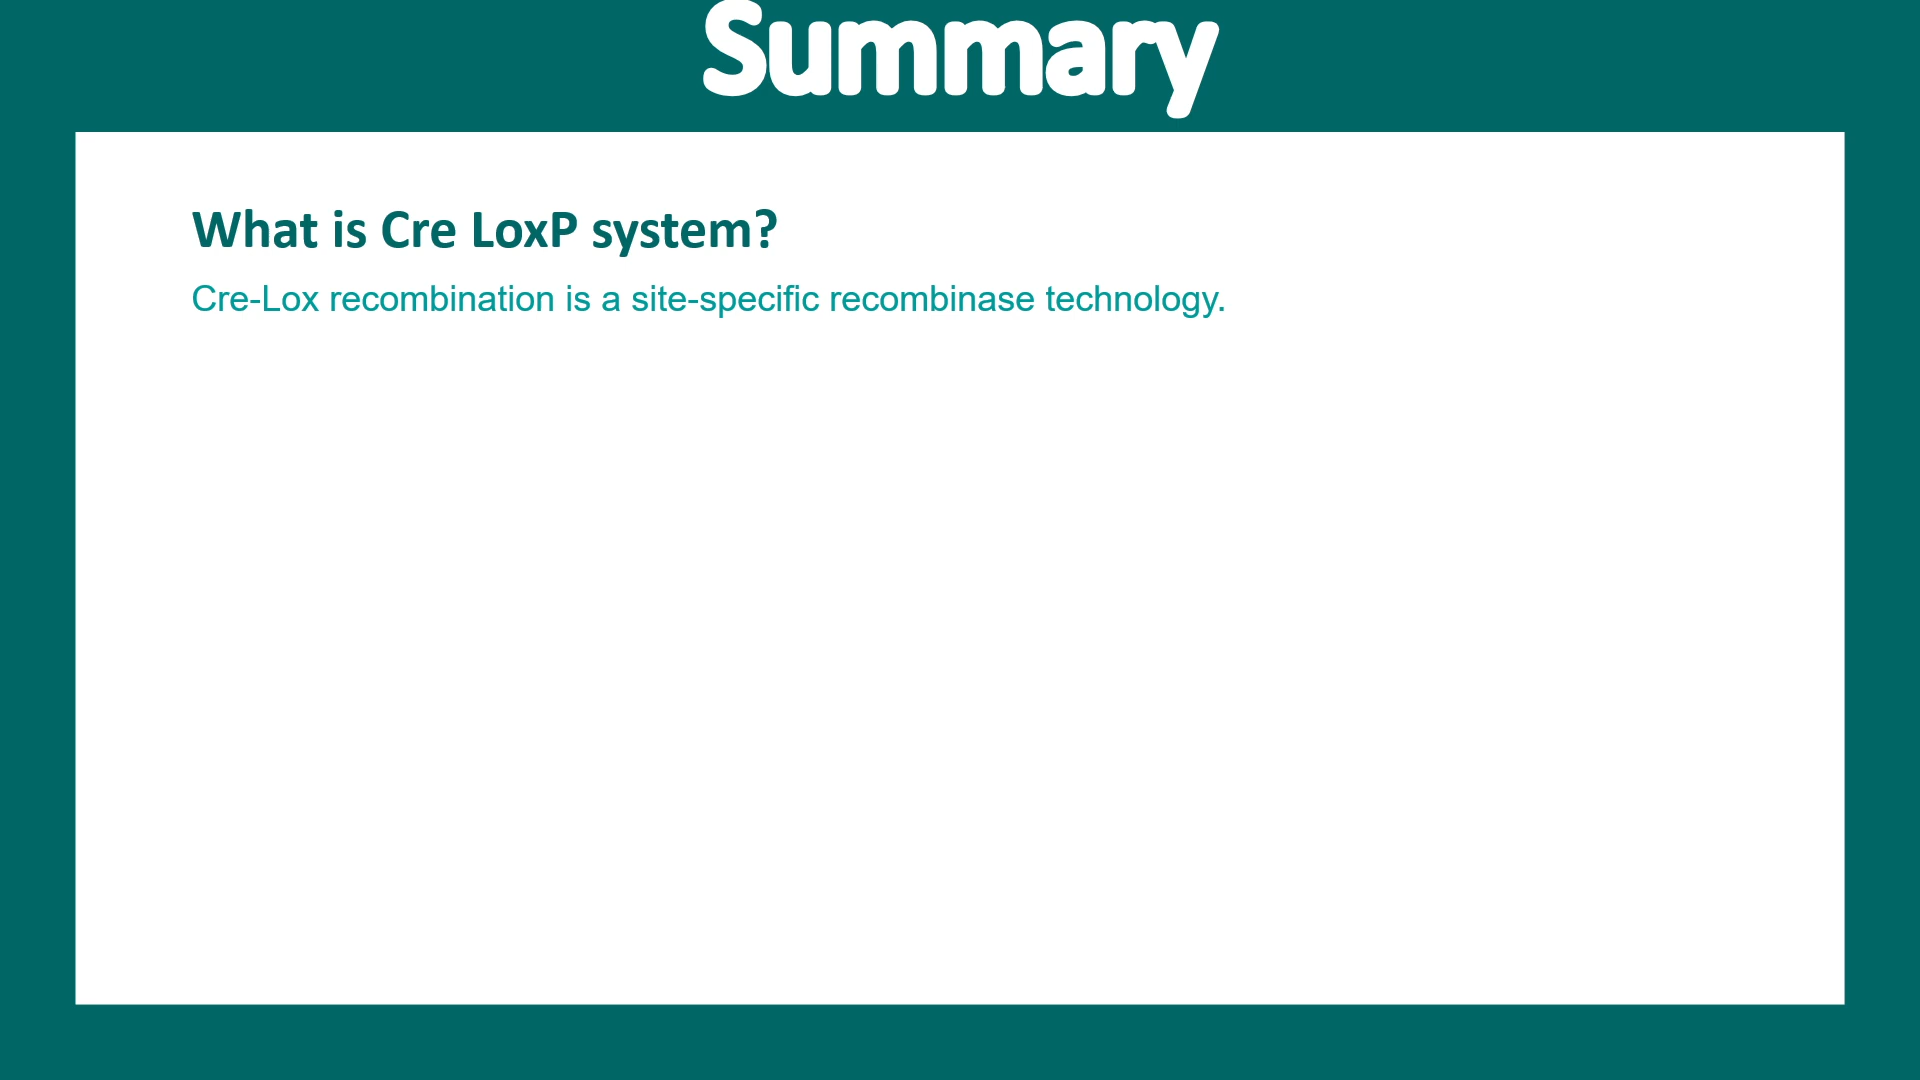 Summary
What is Cre LoxP system?
Cre-Lox recombination is a site-specific recombinase technology.